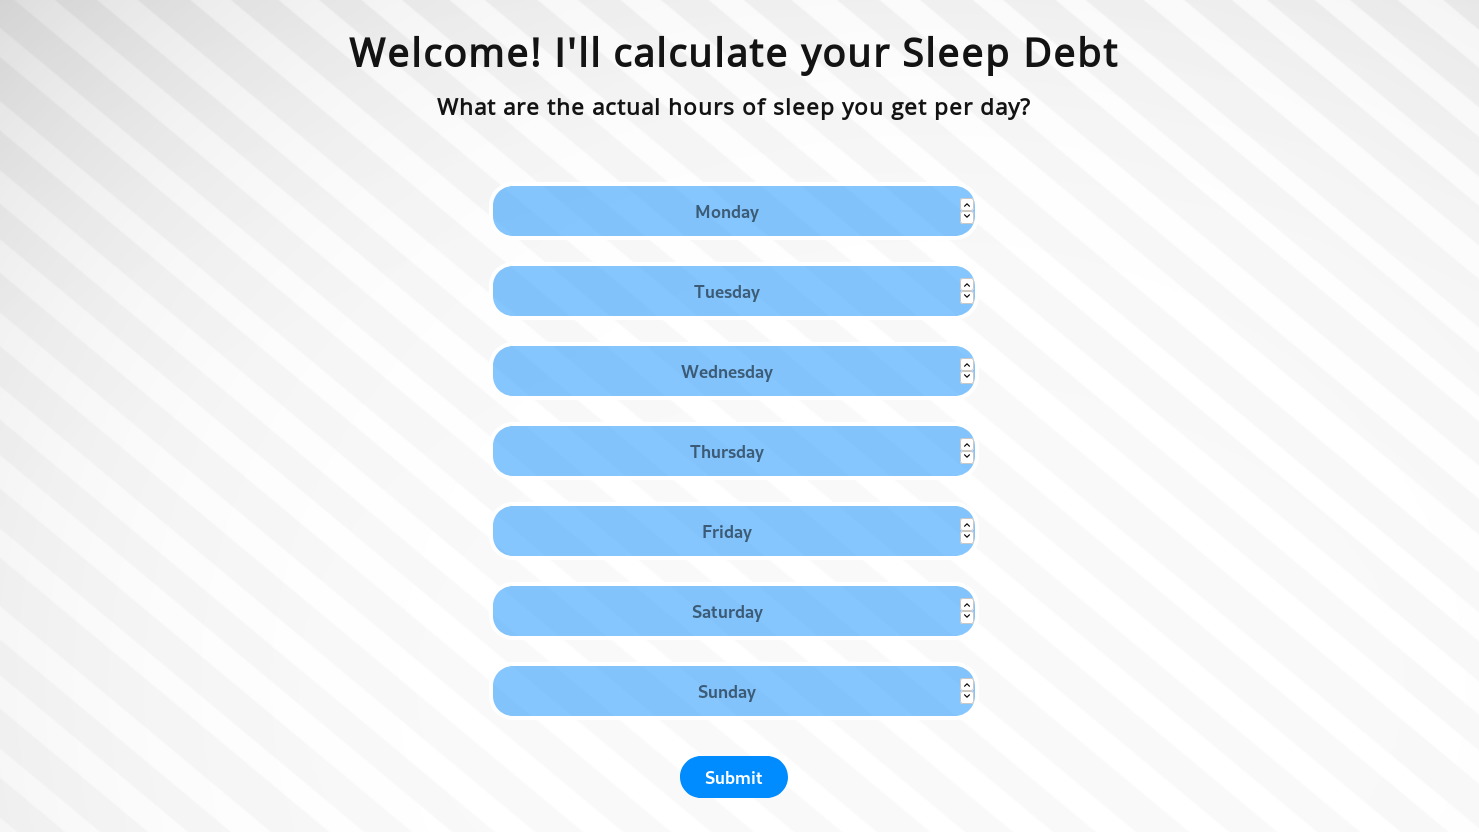 Welcome! I'll calculate your Sleep Debt
What are the actual hours of sleep you get per day?
Monday
Tuesday
Wednesday
Thursday
Friday
Saturday
Sunday
Submit